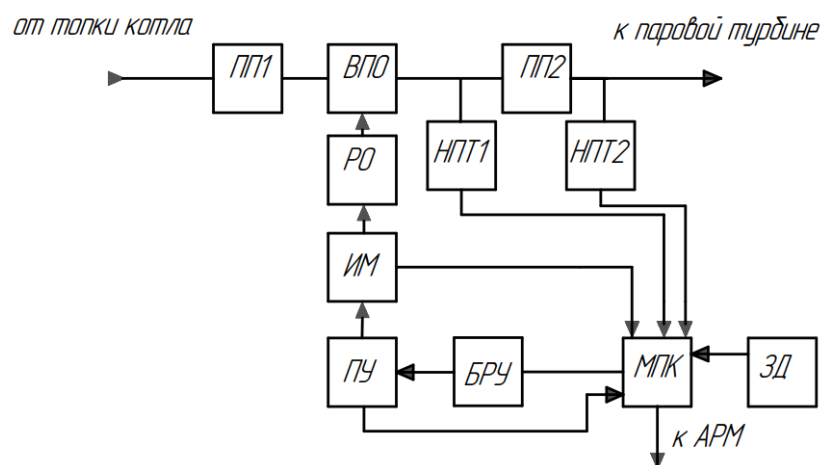 от топки котла
к паровой турбине
ПП1
ВПО
ПП2
РО
НПТ1
НПТ2
ИМ
ПУ
БРУ
МПК
ЗД
к АРМ